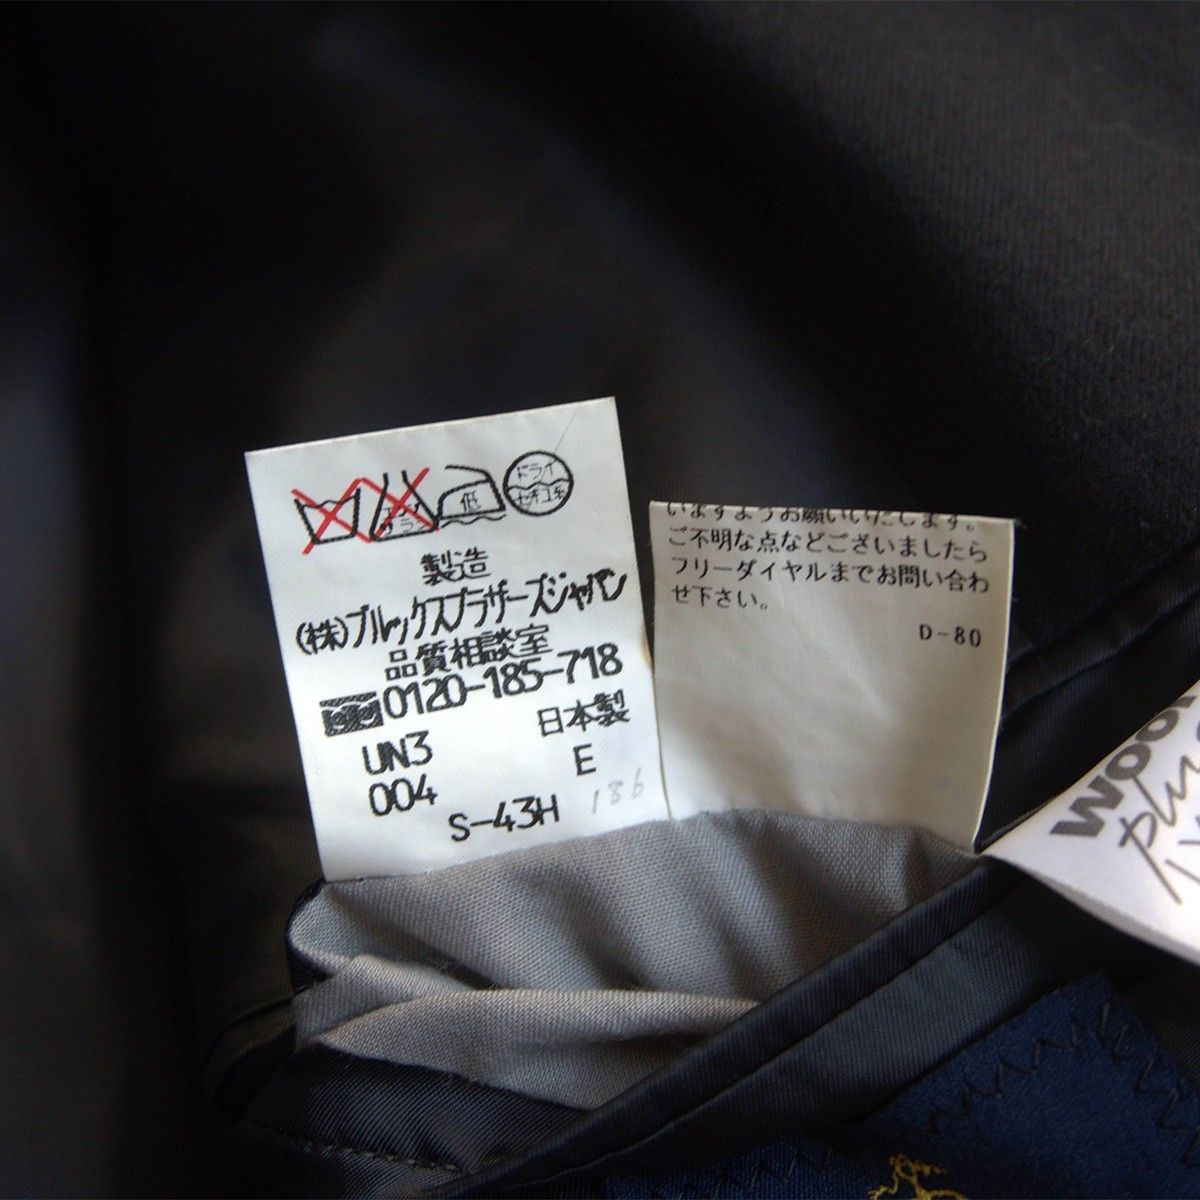 低
ドライ
セキユ系
製造
(株)ブルックスブラザーズジャパン
品質相談室
0120-185-718
日本製
UN3
E
004
S-43H
186
いますようお願いいたします。
ご不明な点などございましたら
フリーダイヤルまでお問い合わ
せ下さい。
D-80